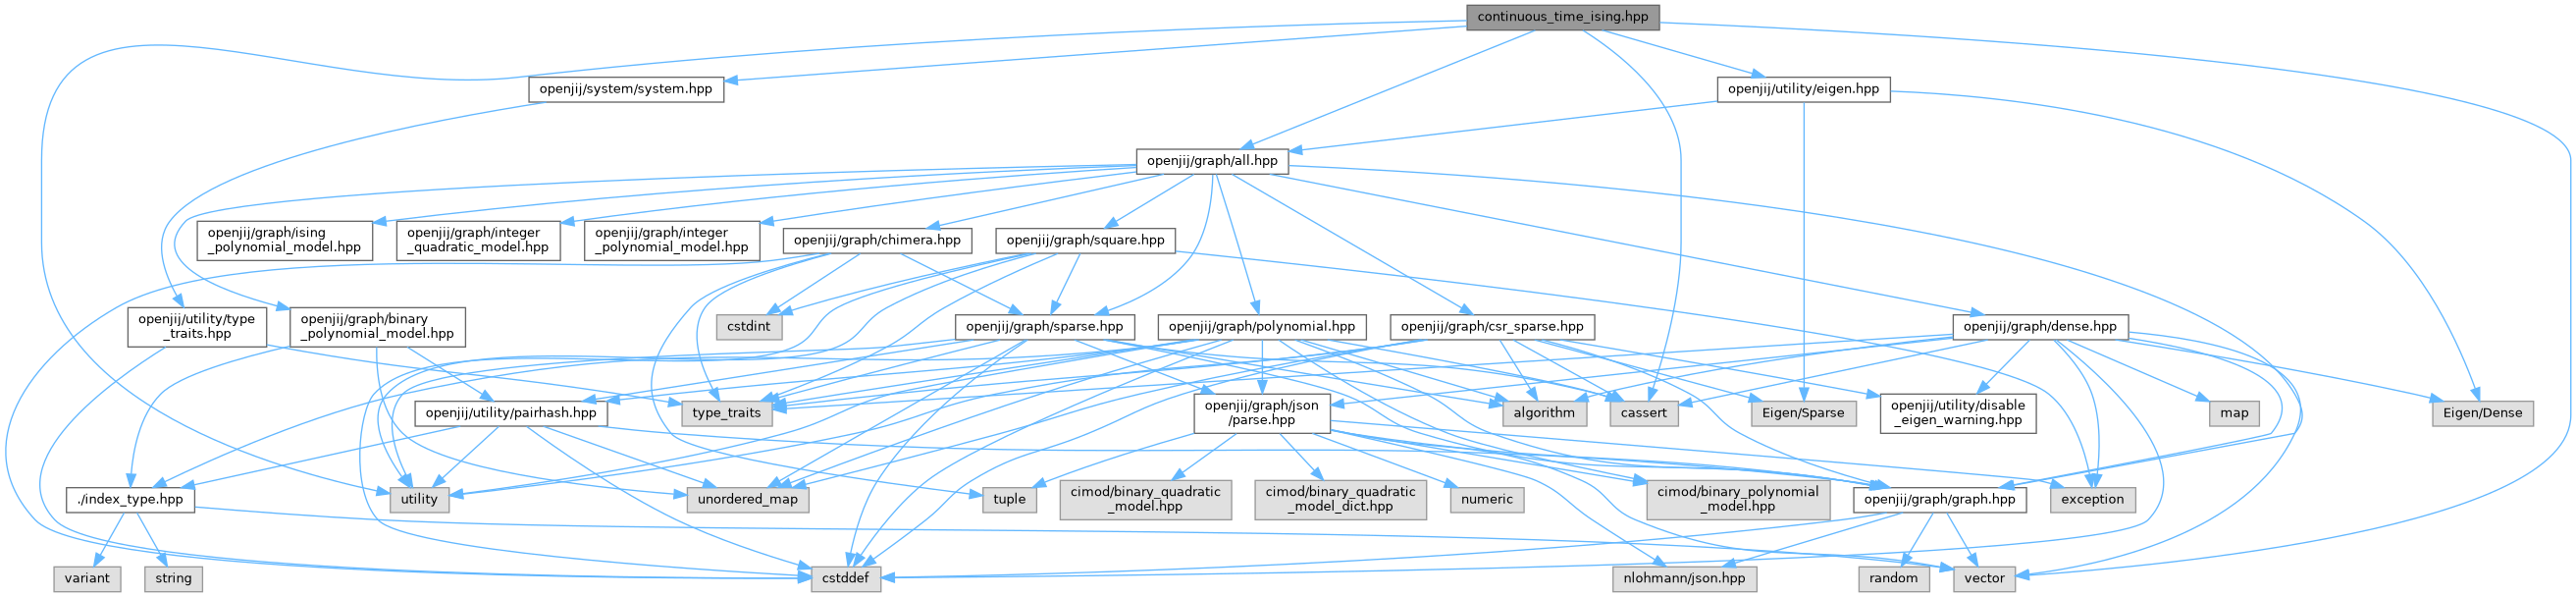 continuous_time_ising.hpp
openjij/system/system.hpp
openjij/utility/eigen.hpp
openjij/graph/all.hpp
openjij/graph/ising
_polynomial_model.hpp
openjij/graph/integer
_quadratic_model.hpp
openjij/graph/integer
_polynomial_model.hpp
openjij/graph/chimera.hpp
openjij/graph/square.hpp
openjij/utility/type
_traits.hpp
openjij/graph/binary
_polynomial_model.hpp
cstdint
openjij/graph/sparse.hpp
openjij/graph/polynomial.hpp
openjij/graph/csr_sparse.hpp
openjij/graph/dense.hpp
openjij/utility/pairhash.hpp
type_traits
openjij/graph/json
/parse.hpp
algorithm
cassert
Eigen/Sparse
openjij/utility/disable
_eigen_warning.hpp
map
Eigen/Dense
./index_type.hpp
utility
unordered_map
tuple
cimod/binary_quadratic
_model.hpp
cimod/binary_quadratic
_model_dict.hpp
numeric
cimod/binary_polynomial
_model.hpp
openjij/graph/graph.hpp
exception
variant
string
cstddef
nlohmann/json.hpp
random
vector